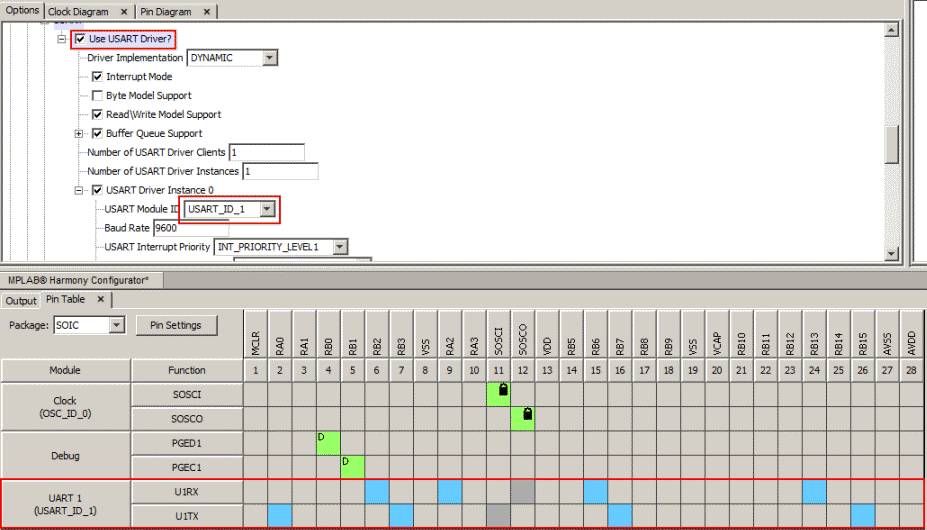 Options Clock Diagram x Pin Diagram x
Use USART Driver?
Driver Implementation DYNAMIC
Interrupt Mode
Byte Model Support
Read\Write Model Support
Buffer Queue Support
Number of USART Driver Clients 1
Number of USART Driver Instances 1
USART Driver Instance 0
USART Module ID USART_ID_1
Baud Rate 9600
USART Interrupt Priority INT_PRIORITY_LEVEL1
MPLAB® Harmony Configurator*
Output Pin Table x
Package: SOIC Pin Settings
MCLR RA0 RA1 RB0 RB1 RB2 RB3 VSS RA2 RA3 SOSCI SOSCO VDD RB5 RB6 RB7 RB8 RB9 VSS VCAP RB10 RB11 RB12 RB13 RB14 RB15 AVSS AVDD
Module Function 1 2 3 4 5 6 7 8 9 10 11 12 13 14 15 16 17 18 19 20 21 22 23 24 25 26 27 28
Clock
(OSC_ID_0)
SOSCI
SOSCO
Debug
PGED1 D
PGEC1 D
UART 1
(USART_ID_1)
U1RX
U1TX